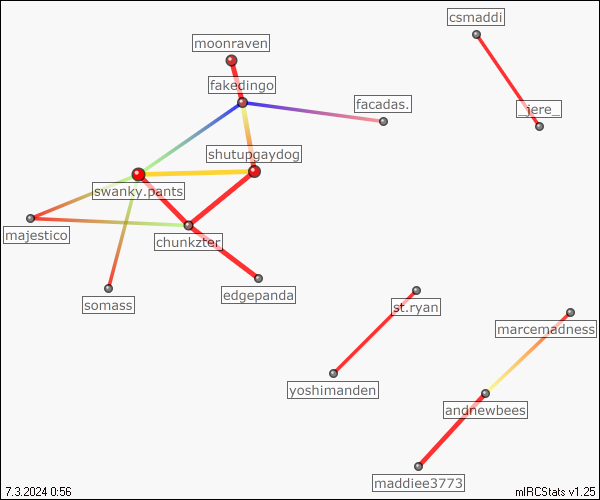 csmaddi
moonraven
fakedingo
facadas.
_jere_
shutupgaydog
swanky.pants
majestico
chunkzter
edgepanda
somass
st.ryan
marcemadness
yoshimanden
andnewbees
maddiee3773
7.3.2024 0:56
mIRCStats v1.25